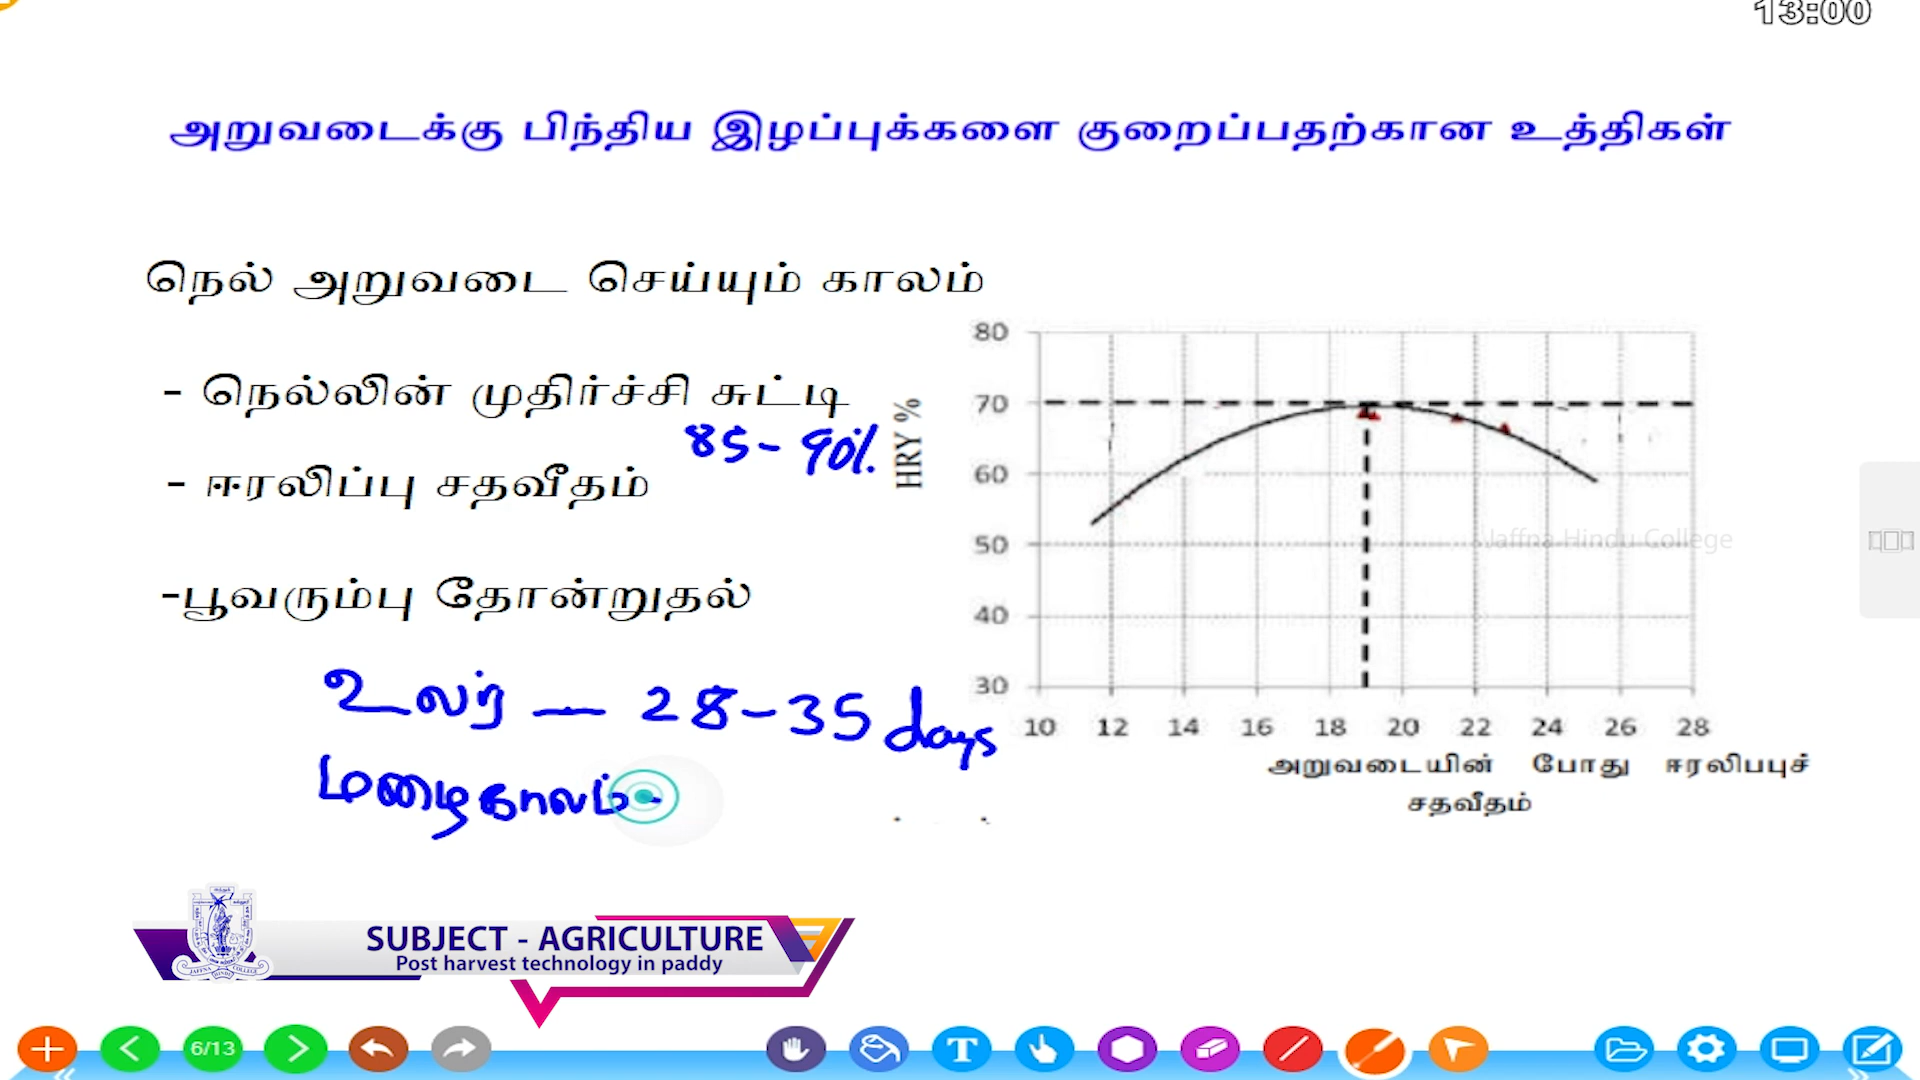 13:00
அறுவடைக்கு பிந்திய இழப்புக்களை குறைப்பதற்கான உத்திகள்
நெல் அறுவடை செய்யும் காலம்
- நெல்லின் முதிர்ச்சி சுட்டி
85-90%
- ஈரலிப்பு சதவீதம்
-பூவரும்பு தோன்றுதல்
உலர் — 28-35 days
மழைகாலம்-
HRY %
80
70
60
50
40
30
10 12 14 16 18 20 22 24 26 28
அறுவடையின் போது ஈரலிபபுச்
சதவீதம்
Jaffna Hindu College
SUBJECT - AGRICULTURE
Post harvest technology in paddy
6/13
T